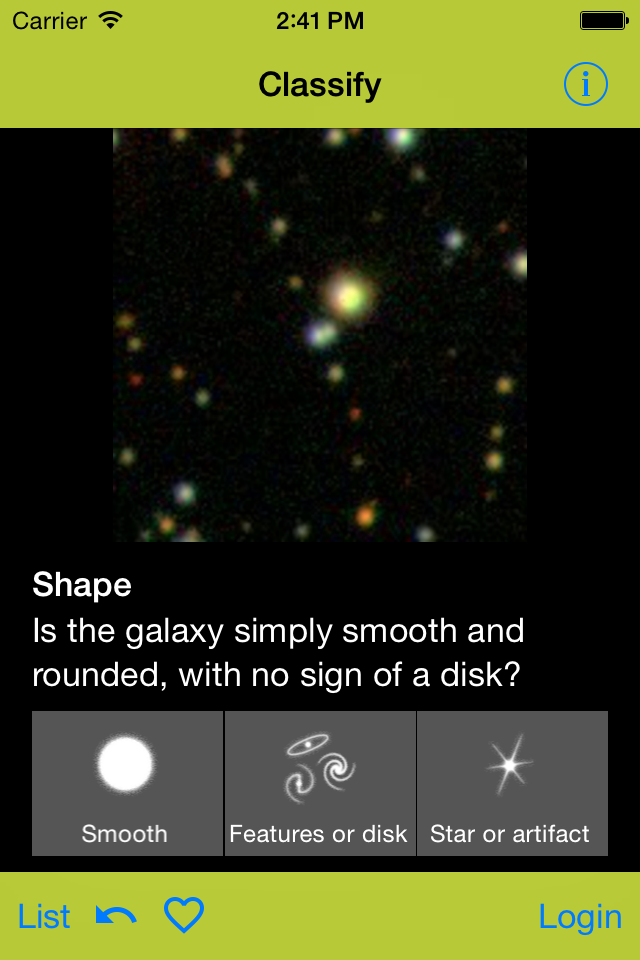 Carrier 2:41 PM
Classify
i
Shape
Is the galaxy simply smooth and
rounded, with no sign of a disk?
Smooth Features or disk Star or artifact
List Login